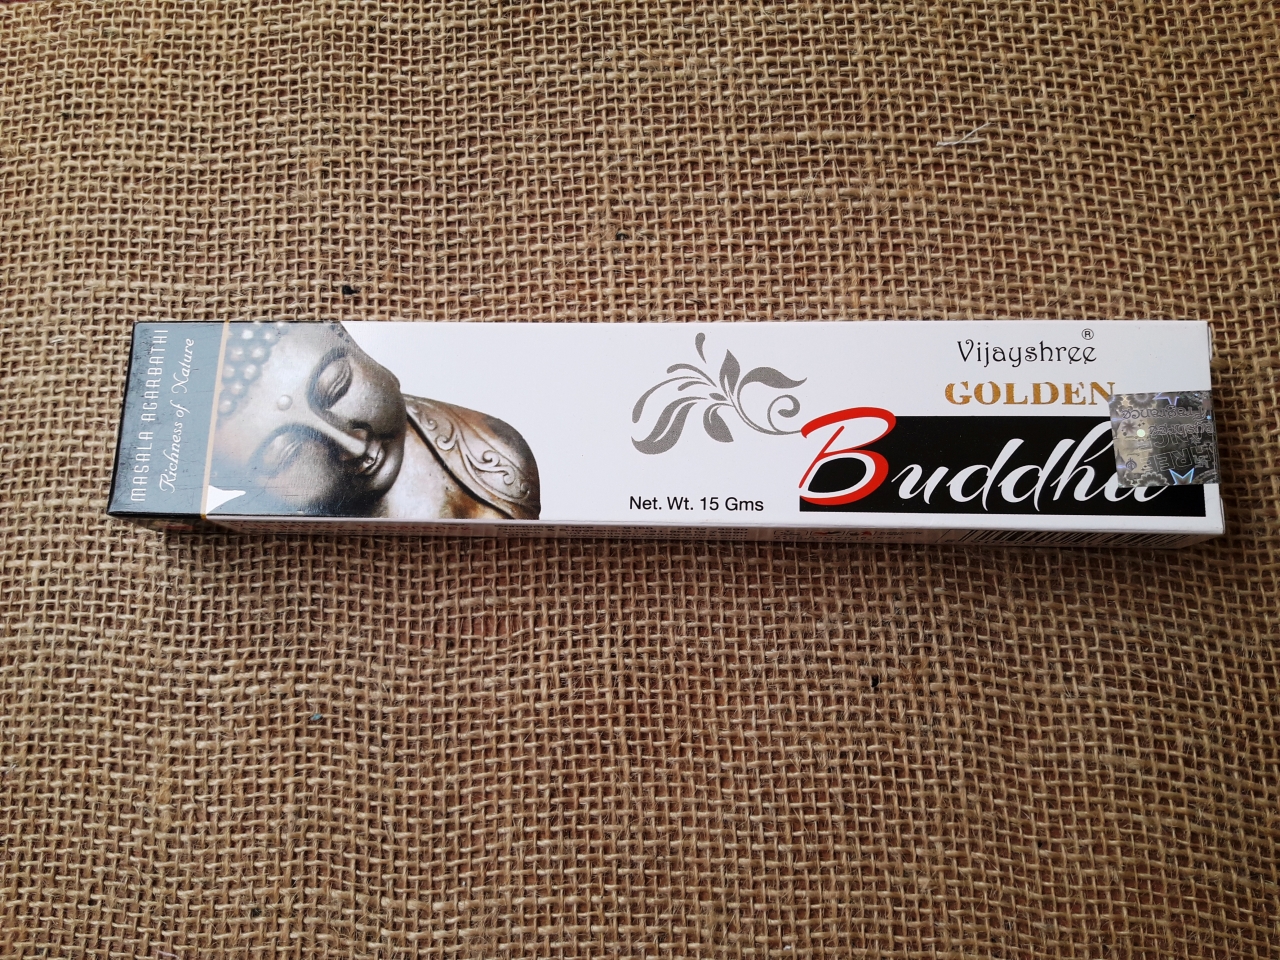 MASALA AGARBATHI
Richness of Nature
Vijayshree®
GOLDEN
Buddha
Net. Wt. 15 Gms